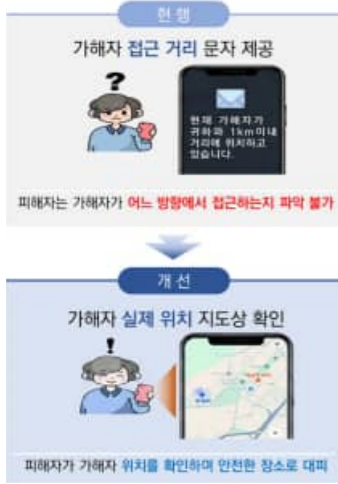 현행
가해자 접근 거리 문자 제공
?
현재 가해자가
귀하와 1km이내
거리에 위치하고
있습니다.
피해자는 가해자가 어느 방향에서 접근하는지 파악 불가
개선
가해자 실제 위치 지도상 확인
!
피해자가 가해자 위치를 확인하며 안전한 장소로 대피